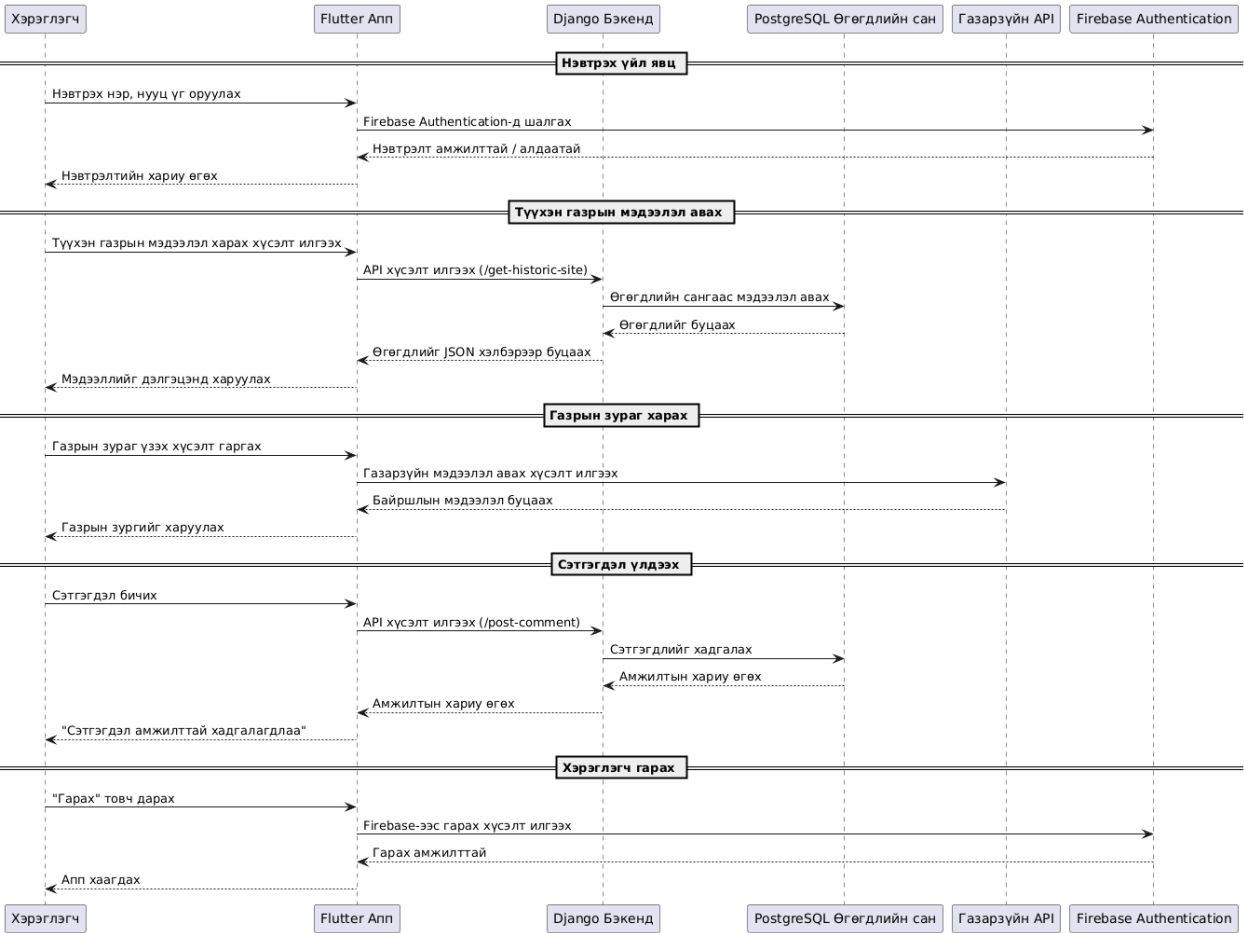 Хэрэглэгч
Flutter Апп
Django Бэкенд
PostgreSQL Өгөгдлийн сан
Газарзүйн API
Firebase Authentication
Нэвтрэх үйл явц
Нэвтрэх нэр, нууц үг оруулах
Firebase Authentication-д шалгах
Нэвтрэлт амжилттай / алдаатай
Нэвтрэлтийн хариу өгөх
Түүхэн газрын мэдээлэл авах
Түүхэн газрын мэдээлэл харах хүсэлт илгээх
API хүсэлт илгээх (/get-historic-site)
Өгөгдлийн сангаас мэдээлэл авах
Өгөгдлийг буцаах
Өгөгдлийг JSON хэлбэрээр буцаах
Мэдээллийг дэлгэцэнд харуулах
Газрын зураг харах
Газрын зураг үзэх хүсэлт гаргах
Газарзүйн мэдээлэл авах хүсэлт илгээх
Байршлын мэдээлэл буцаах
Газрын зургийг харуулах
Сэтгэгдэл үлдээх
Сэтгэгдэл бичих
API хүсэлт илгээх (/post-comment)
Сэтгэгдлийг хадгалах
Амжилтын хариу өгөх
Амжилтын хариу өгөх
"Сэтгэгдэл амжилттай хадгалагдлаа"
Хэрэглэгч гарах
"Гарах" товч дарах
Firebase-ээс гарах хүсэлт илгээх
Гарах амжилттай
Апп хаагдах
Хэрэглэгч
Flutter Апп
Django Бэкенд
PostgreSQL Өгөгдлийн сан
Газарзүйн API
Firebase Authentication